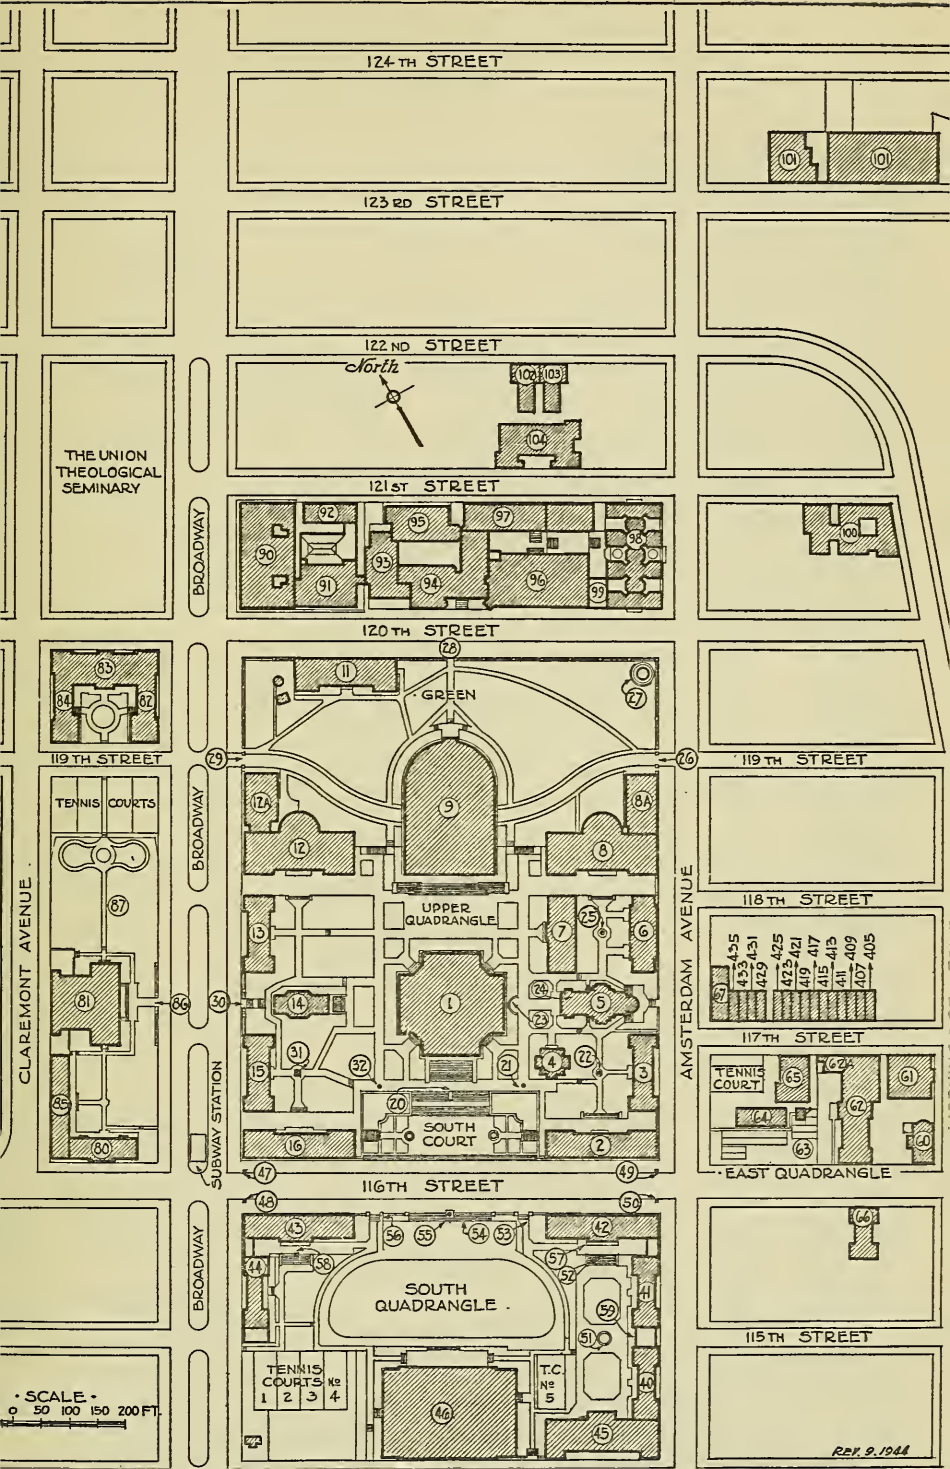 124TH STREET
101
101
123RD STREET
122ND STREET
North
102
103
104
THE UNION
THEOLOGICAL
SEMINARY
121ST STREET
BROADWAY
90
92
91
93
95
94
97
96
98
99
100
120TH STREET
28
83
84
82
11
GREEN
27
119TH STREET
29
26
119TH STREET
TENNIS COURTS
BROADWAY
12A
12
9
8A
8
CLAREMONT AVENUE
87
AMSTERDAM AVENUE
118TH STREET
UPPER
QUADRANGLE
13
7
25
6
435
433
431
429
425
423
421
419
417
415
413
411
409
407
405
67
81
86
30
14
1
24
5
23
117TH STREET
31
32
21
4
22
15
3
20
SOUTH
COURT
16
2
85
80
SUBWAY STATION
TENNIS
COURT
65
62A
61
64
62
63
60
EAST QUADRANGLE
47
49
116TH STREET
48
50
43
56
55
54
53
42
66
44
58
57
52
BROADWAY
SOUTH
QUADRANGLE
41
59
51
115TH STREET
TENNIS
COURTS No
1 2 3 4
T.C.
No
5
40
46
45
SCALE
0 50 100 150 200 FT.
REV. 9.1944